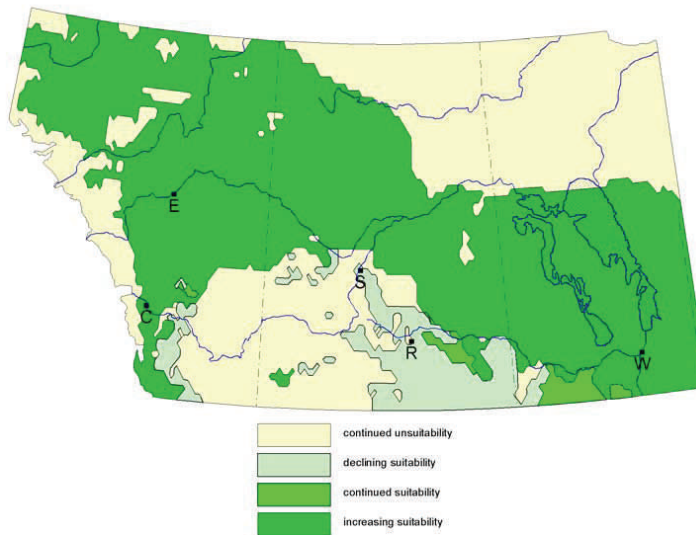 E
S
C
R
W
continued unsuitability
declining suitability
continued suitability
increasing suitability